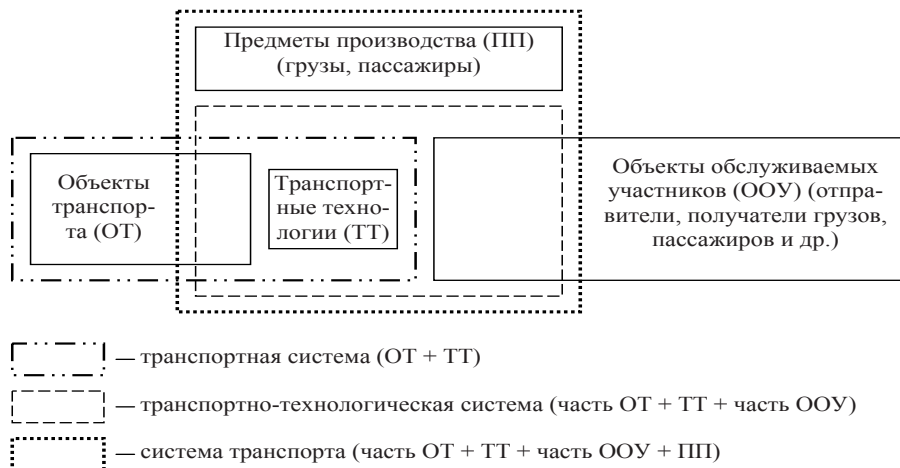 Предметы производства (ПП)
(грузы, пассажиры)
Объекты
транспор-
та (ОТ)
Транспорт-
ные техно-
логии (ТТ)
Объекты обслуживаемых
участников (ООУ) (отпра-
вители, получатели грузов,
пассажиров и др.)
— транспортная система (ОТ + ТТ)
— транспортно-технологическая система (часть ОТ + ТТ + часть ООУ)
— система транспорта (часть ОТ + ТТ + часть ООУ + ПП)